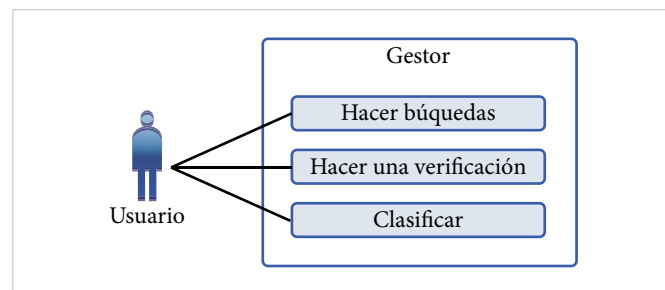 Gestor
Hacer búquedas
Hacer una verificación
Clasificar
Usuario